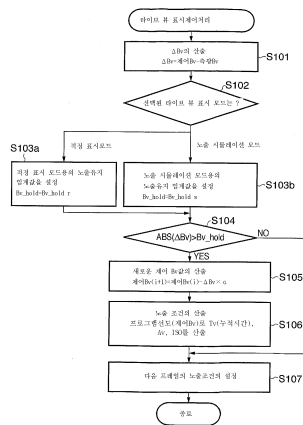 라이브 뷰 표시제어처리
S101
ΔBv의 산출
ΔBv=제어Bv-측광Bv
S102
선택된 라이브 뷰 표시 모드는?
적정 표시모드
노출 시뮬레이션 모드
S103a
적정 표시 모드용의 노출유지
임계값을 설정
Bv_hold=Bv_hold r
노출 시뮬레이션 모드용의
노출유지 임계값을 설정
Bv_hold=Bv_hold s
S103b
S104
ABS(ΔBv)>Bv_hold
NO
YES
새로운 제어 Bv값의 산출
제어Bv(i+1)=제어Bv(i)-ΔBv×α
S105
노출 조건의 산출
프로그램선도(제어Bv)로 Tv(누적시간),
Av, ISO를 산출
S106
다음 프레임의 노출조건의 설정
S107
종료